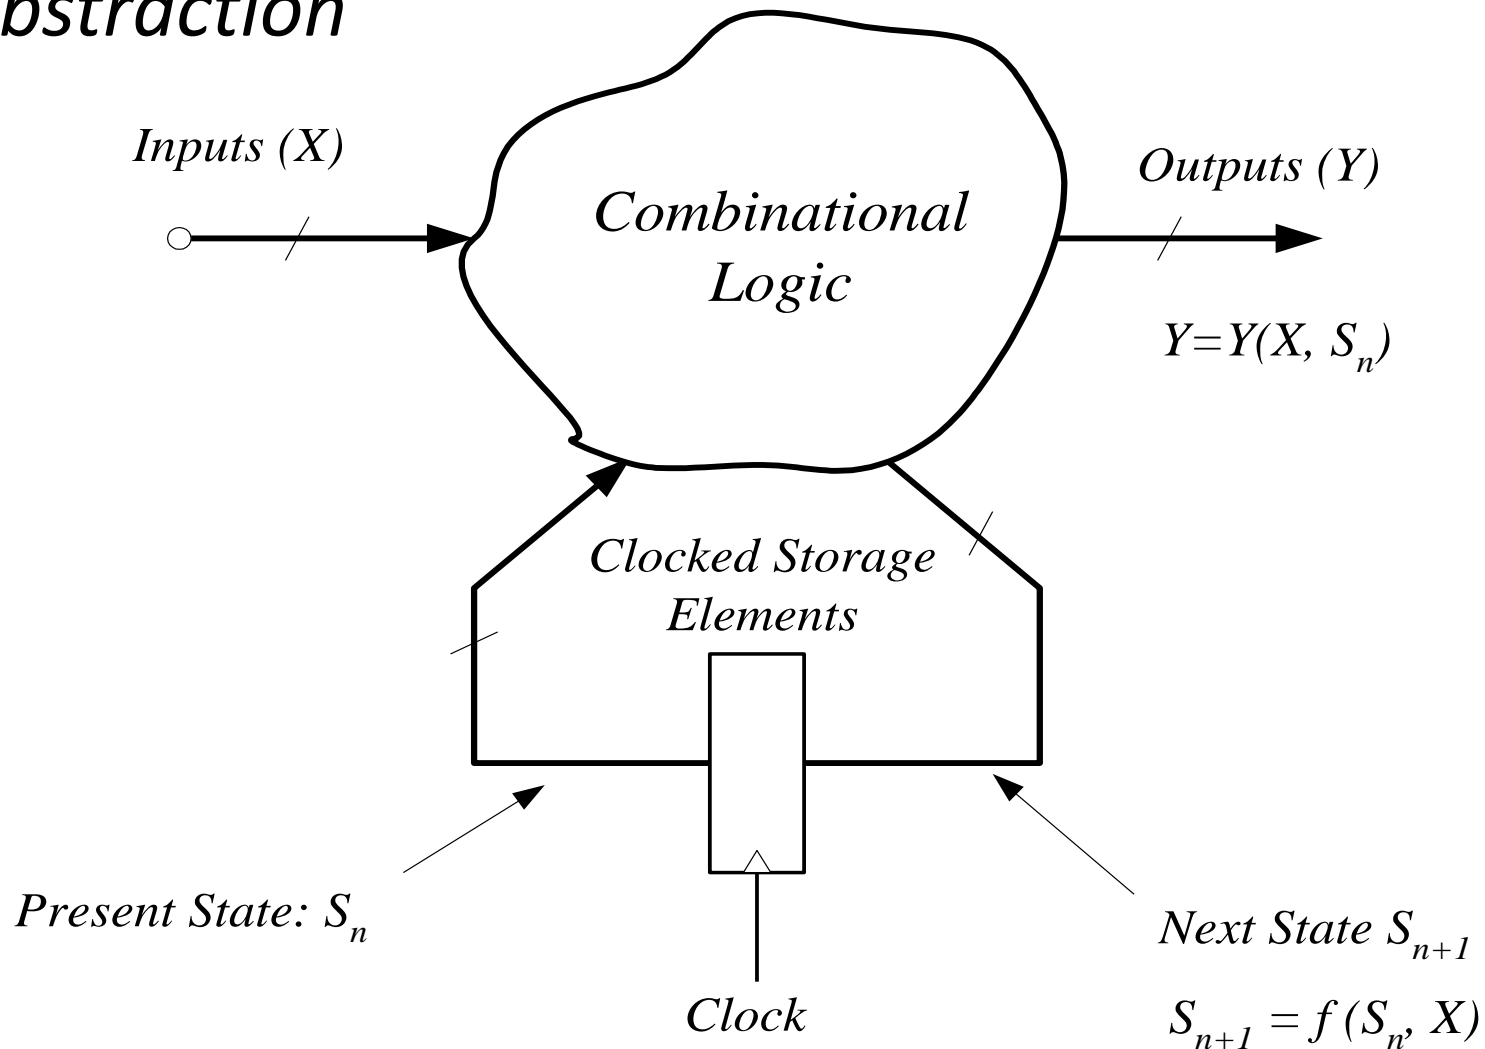 bstraction
Inputs (X)
Outputs (Y)
Combinational
Logic
Y=Y(X, Sn)
Clocked Storage
Elements
Present State: Sn
Next State Sn+1
Clock
Sn+1 = f (Sn, X)